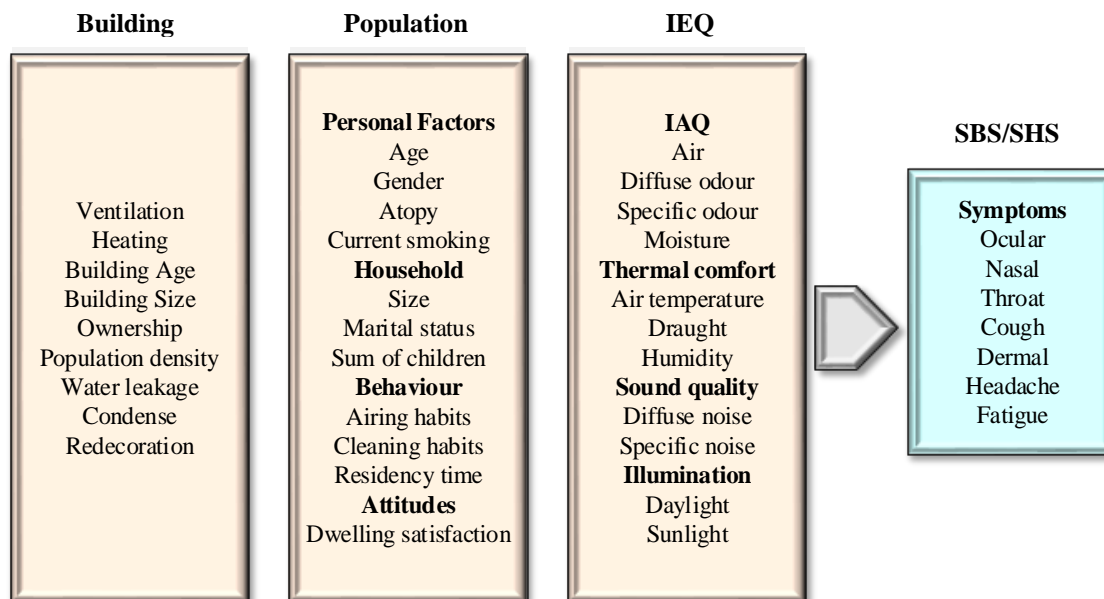 Building
Ventilation
Heating
Building Age
Building Size
Ownership
Population density
Water leakage
Condense
Redecoration
Population
Personal Factors
Age
Gender
Atopy
Current smoking
Household
Size
Marital status
Sum of children
Behaviour
Airing habits
Cleaning habits
Residency time
Attitudes
Dwelling satisfaction
IEQ
IAQ
Air
Diffuse odour
Specific odour
Moisture
Thermal comfort
Air temperature
Draught
Humidity
Sound quality
Diffuse noise
Specific noise
Illumination
Daylight
Sunlight
SBS/SHS
Symptoms
Ocular
Nasal
Throat
Cough
Dermal
Headache
Fatigue